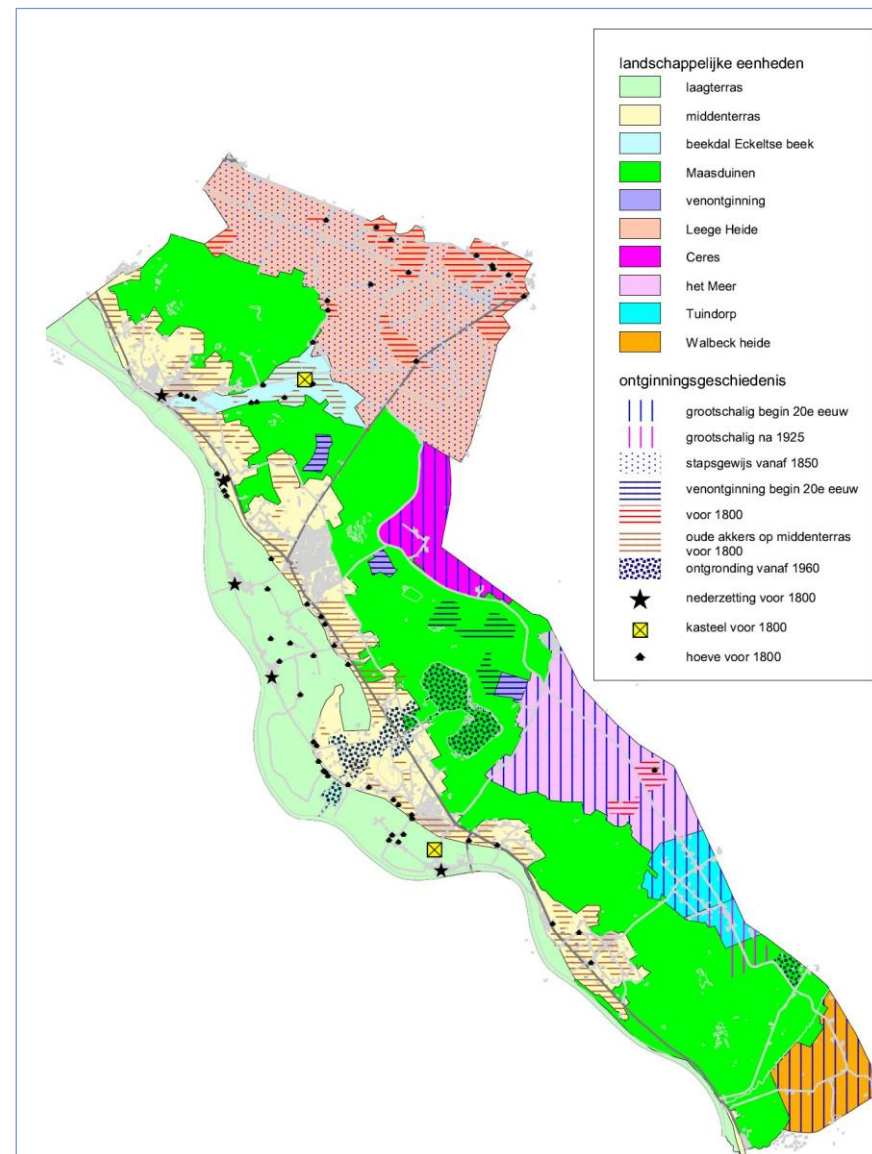 landschappelijke eenheden
laagterras
middenterras
beekdal Eckeltse beek
Maasduinen
venontginning
Leege Heide
Ceres
het Meer
Tuindorp
Walbeck heide
ontginningsgeschiedenis
grootschalig begin 20e eeuw
grootschalig na 1925
stapsgewijs vanaf 1850
venontginning begin 20e eeuw
voor 1800
oude akkers op middenterras
voor 1800
ontgronding vanaf 1960
nederzetting voor 1800
kasteel voor 1800
hoeve voor 1800